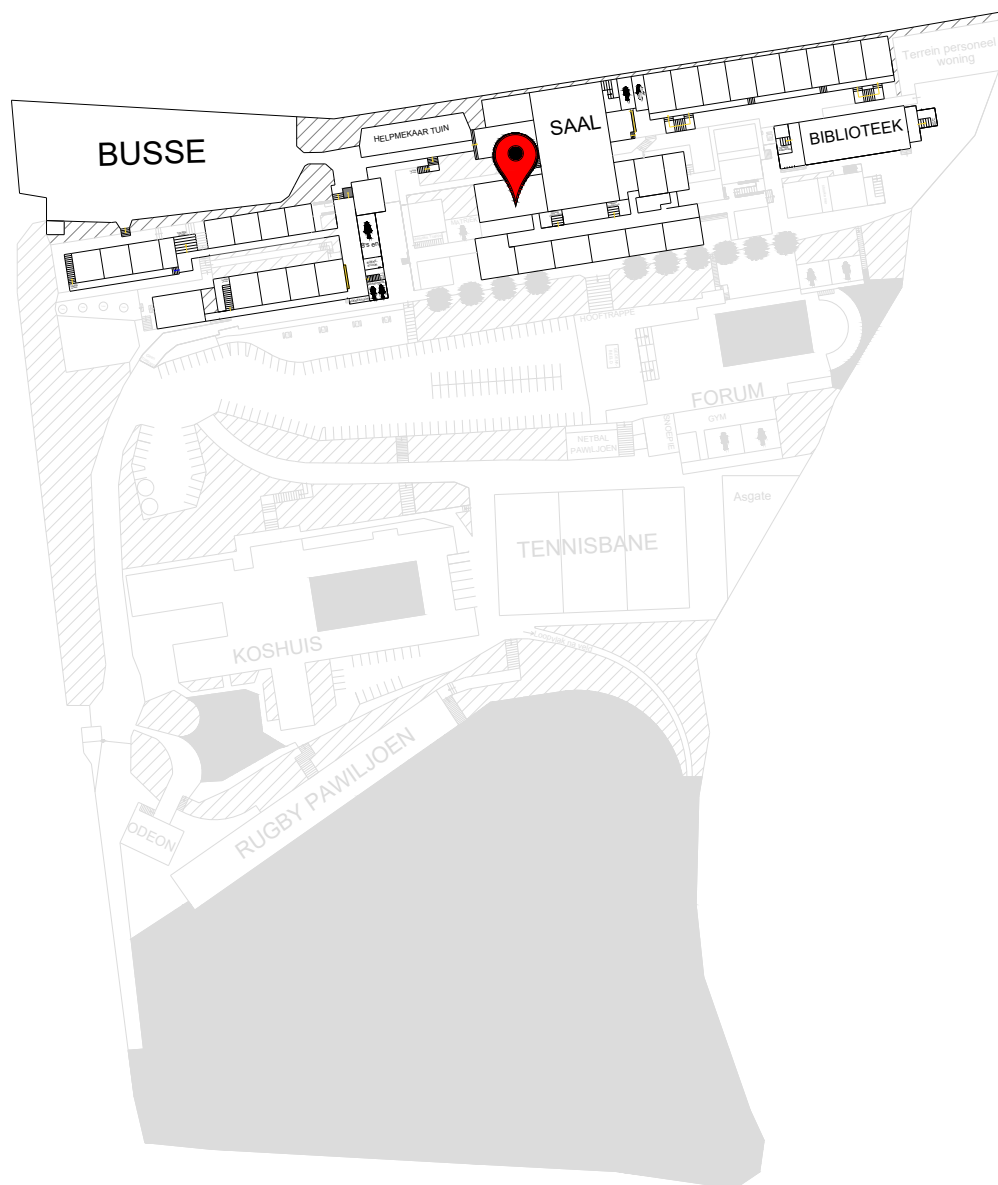 Terrein personeel
woning
SAAL
HELPMEKAAR TUIN
BIBLIOTEEK
BUSSE
HOOFTRAPPE
FORUM
GYM
NETBAL
PAWILJOEN
Asgate
TENNISBANE
KOSHUIS
RUGBY PAWILJOEN
ODEON